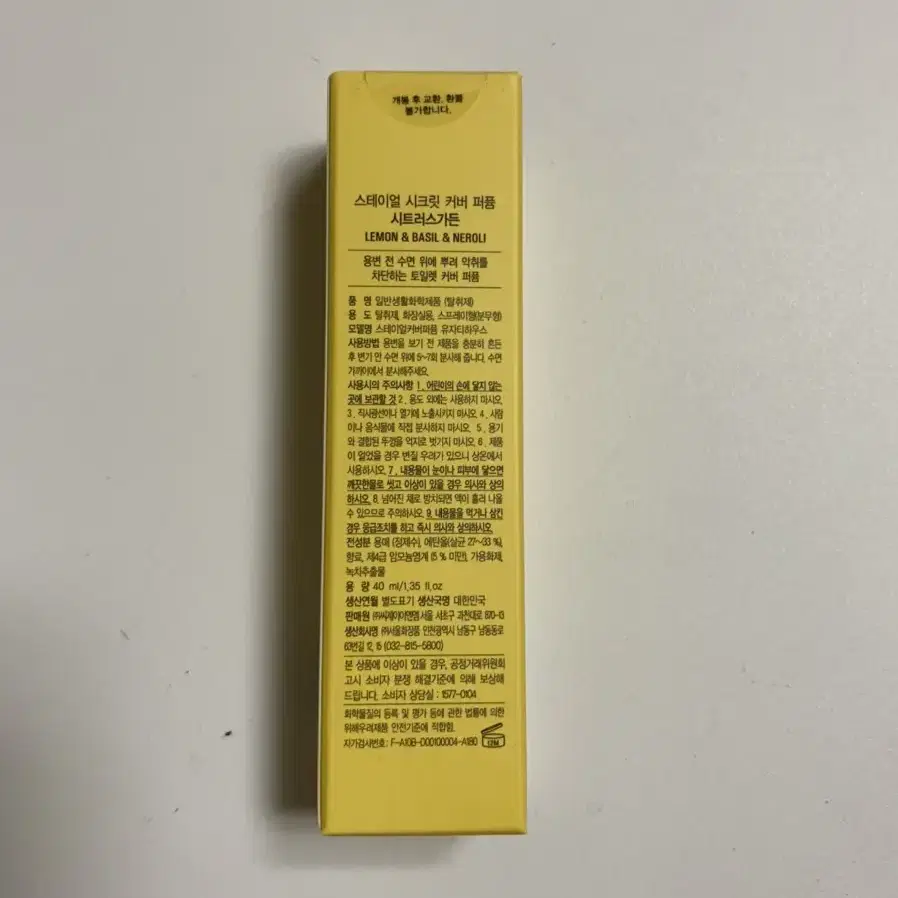 개봉 후 교환, 환불
불가합니다.
스테이얼 시크릿 커버 퍼퓸
시트러스가든
LEMON & BASIL & NEROLI
용변 전 수면 위에 뿌려 악취를
차단하는 토일렛 커버 퍼퓸
품 명 일반생활화학제품 (탈취제)
용 도 탈취제, 화장실용, 스프레이형(분무형)
모델명 스테이얼커버퍼퓸 유자티하우스
사용방법 용변을 보기 전 제품을 충분히 흔든
후 변기 안 수면 위에 5~7회 분사해 줍니다. 수면
가까이에서 분사해주세요.
사용시의 주의사항 1. 어린이의 손에 닿지 않는
곳에 보관할 것 2. 용도 외에는 사용하지 마시오.
3. 직사광선이나 열기에 노출시키지 마시오. 4. 사람
이나 음식물에 직접 분사하지 마시오. 5. 용기
와 결합된 뚜껑을 억지로 벗기지 마시오. 6. 제품
이 얼었을 경우 변질 우려가 있으니 상온에서
사용하시오. 7. 내용물이 눈이나 피부에 닿으면
깨끗한물로 씻고 이상이 있을 경우 의사와 상의
하시오. 8. 넘어진 채로 방치되면 액이 흘러 나올
수 있으므로 주의하시오. 9. 내용물을 먹거나 삼킨
경우 응급조치를 하고 즉시 의사와 상의하시오.
전성분 용매 (정제수), 에탄올(살균 27~33 %),
향료, 제4급 암모늄염계 (5 % 미만), 가용화제,
녹차추출물
용 량 40 ml/1.35 fl.oz
생산연월 별도표기 생산국명 대한민국
판매원 ㈜씨제이이앤엠 서울 서초구 과천대로 870-13
생산회사명 ㈜서울화장품 인천광역시 남동구 남동동로
63번길 12, 15 (032-815-5800)
본 상품에 이상이 있을 경우, 공정거래위원회
고시 소비자 분쟁 해결기준에 의해 보상해
드립니다. 소비자 상담실 : 1577-0104
화학물질의 등록 및 평가 등에 관한 법률에 의한
위해우려제품 안전기준에 적합함.
자가검사번호: F-A10B-000100004-A180
12M